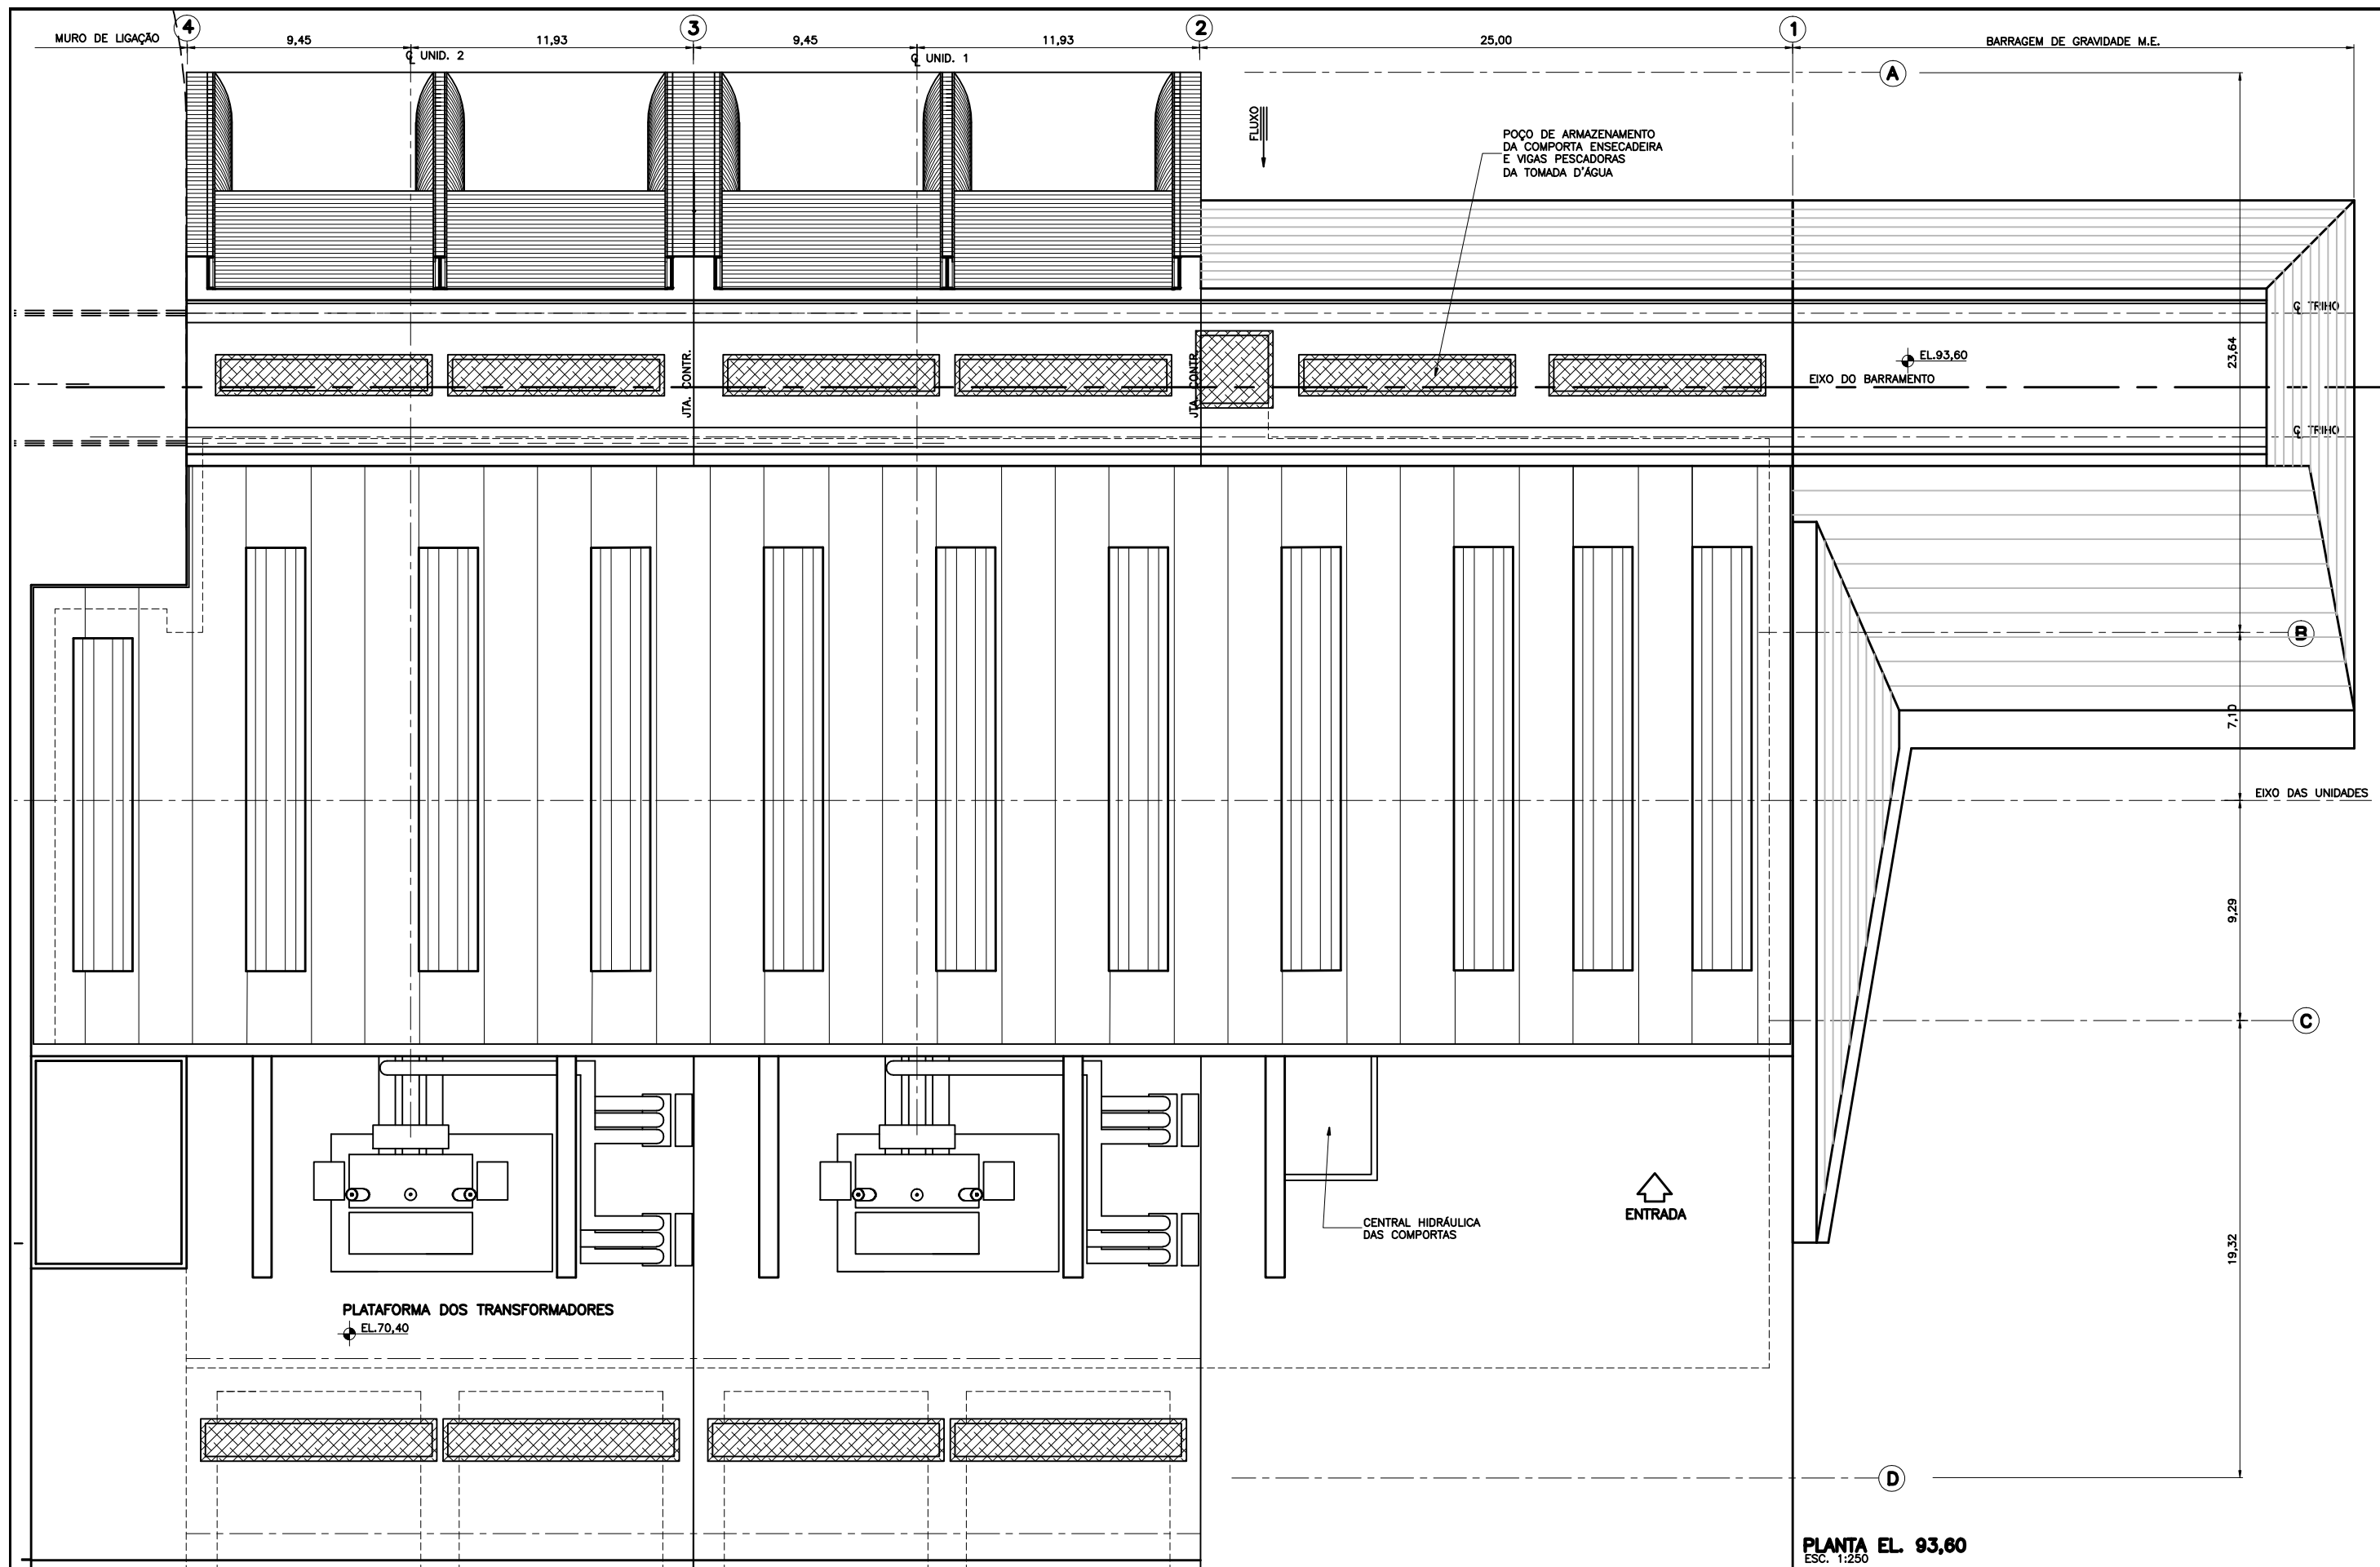 4
3
2
1
MURO DE LIGAÇÃO
9,45
11,93
9,45
11,93
25,00
BARRAGEM DE GRAVIDADE M.E.
℄ UNID. 2
℄ UNID. 1
A
FLUXO
POÇO DE ARMAZENAMENTO
DA COMPORTA ENSECADEIRA
E VIGAS PESCADORAS
DA TOMADA D'ÁGUA
℄ TRIHO
JTA. CONTR.
JTA. CONTR.
EL.93,60
EIXO DO BARRAMENTO
23,64
℄ TRIHO
B
7,10
EIXO DAS UNIDADES
9,29
C
CENTRAL HIDRÁULICA
DAS COMPORTAS
ENTRADA
19,32
PLATAFORMA DOS TRANSFORMADORES
EL.70,40
D
PLANTA EL. 93,60
ESC. 1:250